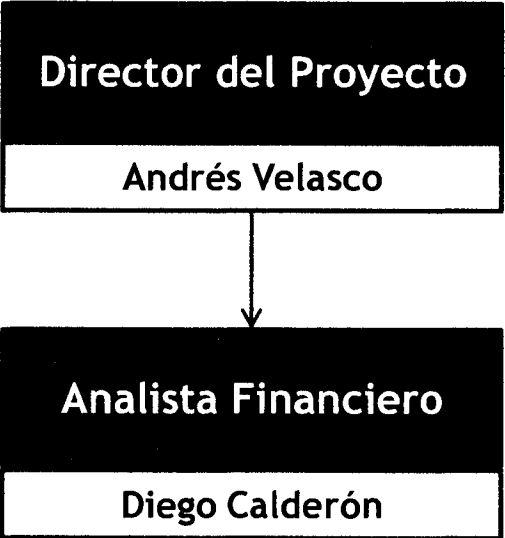 Director del Proyecto
Andrés Velasco
Analista Financiero
Diego Calderón